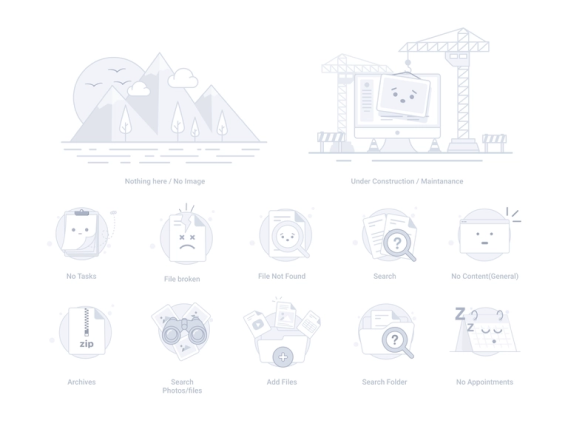 Nothing here / No Image
Under Construction / Maintanance
No Tasks
File broken
File Not Found
?
Search
No Content(General)
zip
Archives
Search
Photos/files
Add Files
?
Search Folder
Z
Z
No Appointments